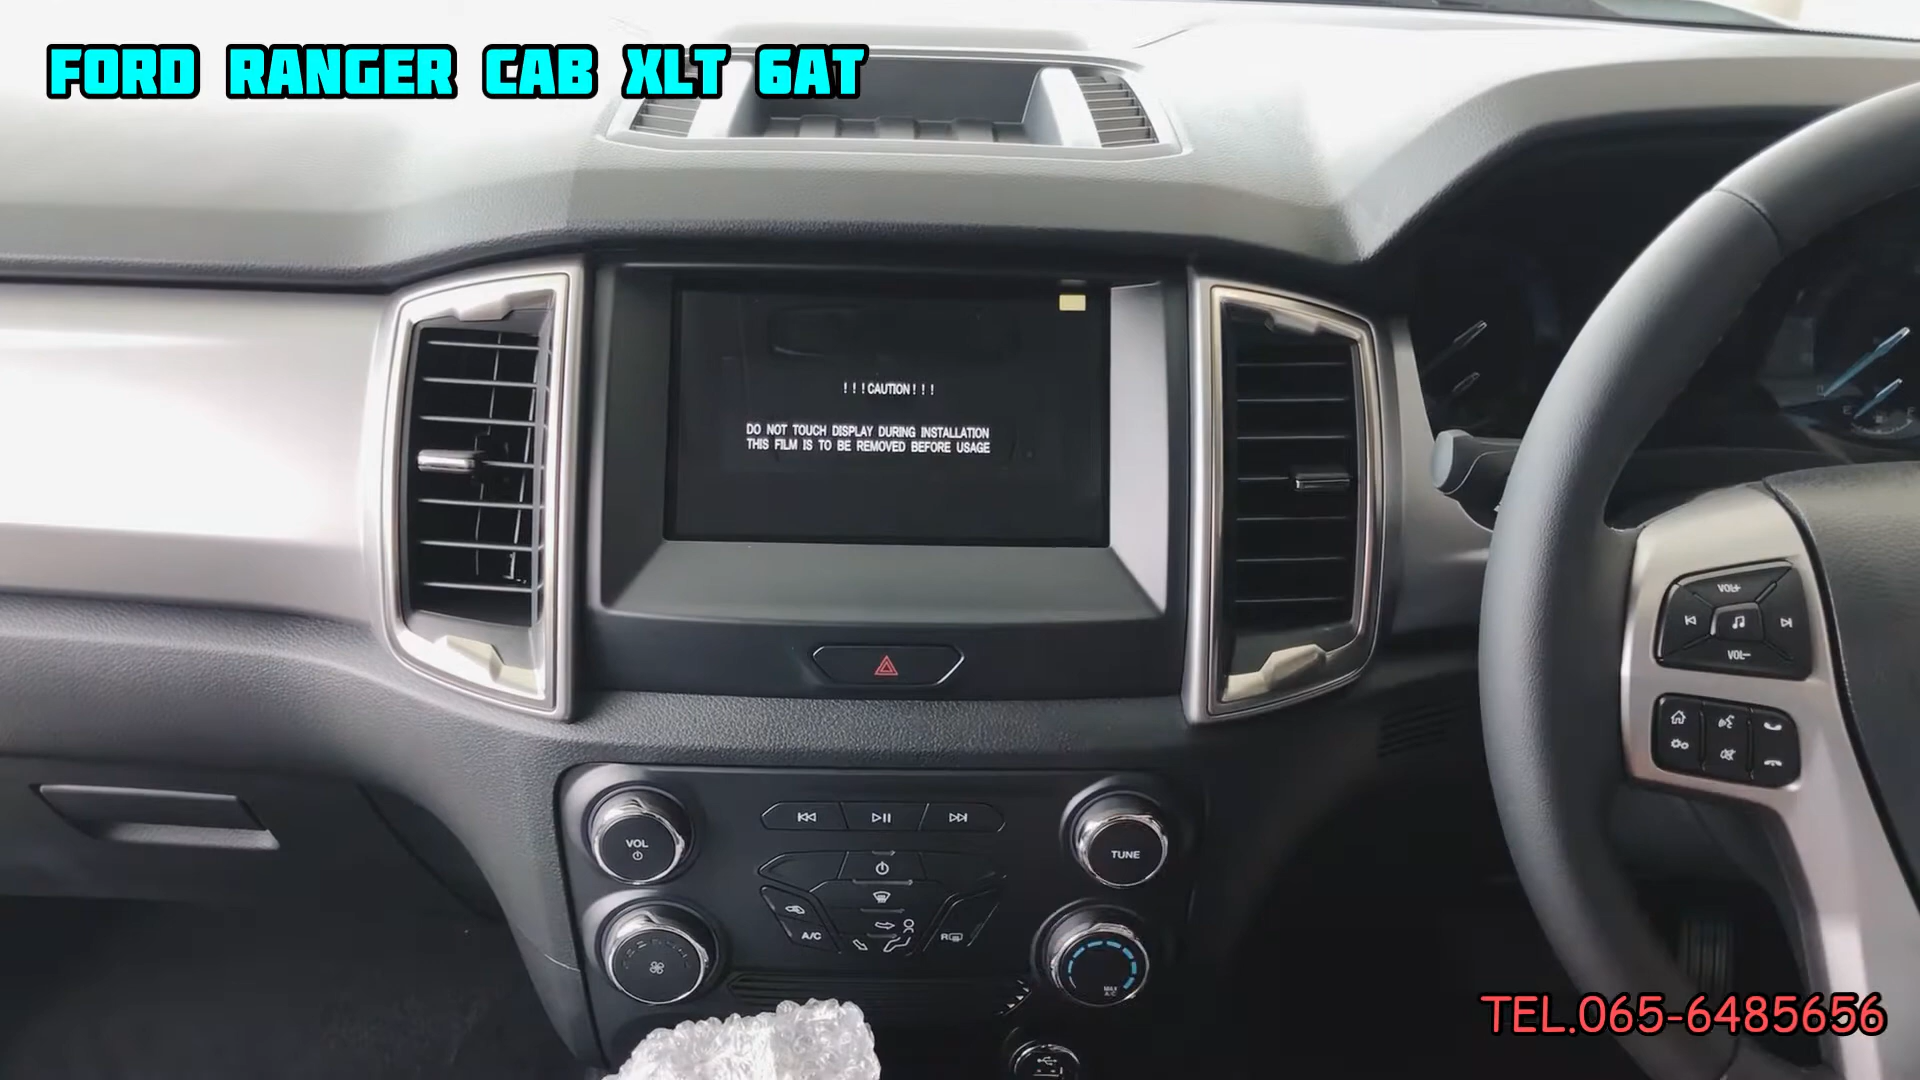 FORD RANGER CAB XLT 6AT
! ! ! CAUTION ! ! !
DO NOT TOUCH DISPLAY DURING INSTALLATION
THIS FILM IS TO BE REMOVED BEFORE USAGE
VOL+
VOL-
VOL
TUNE
A/C
R
MAX
A/C
E
F
TEL.065-6485656